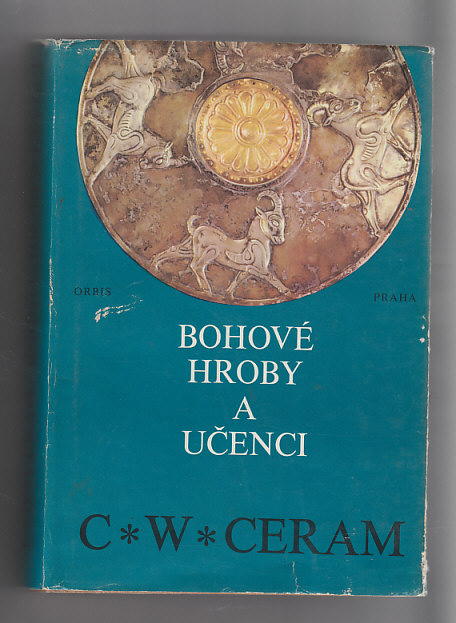 ORBIS
PRAHA
BOHOVÉ
HROBY
A
UČENCI
C * W * CERAM